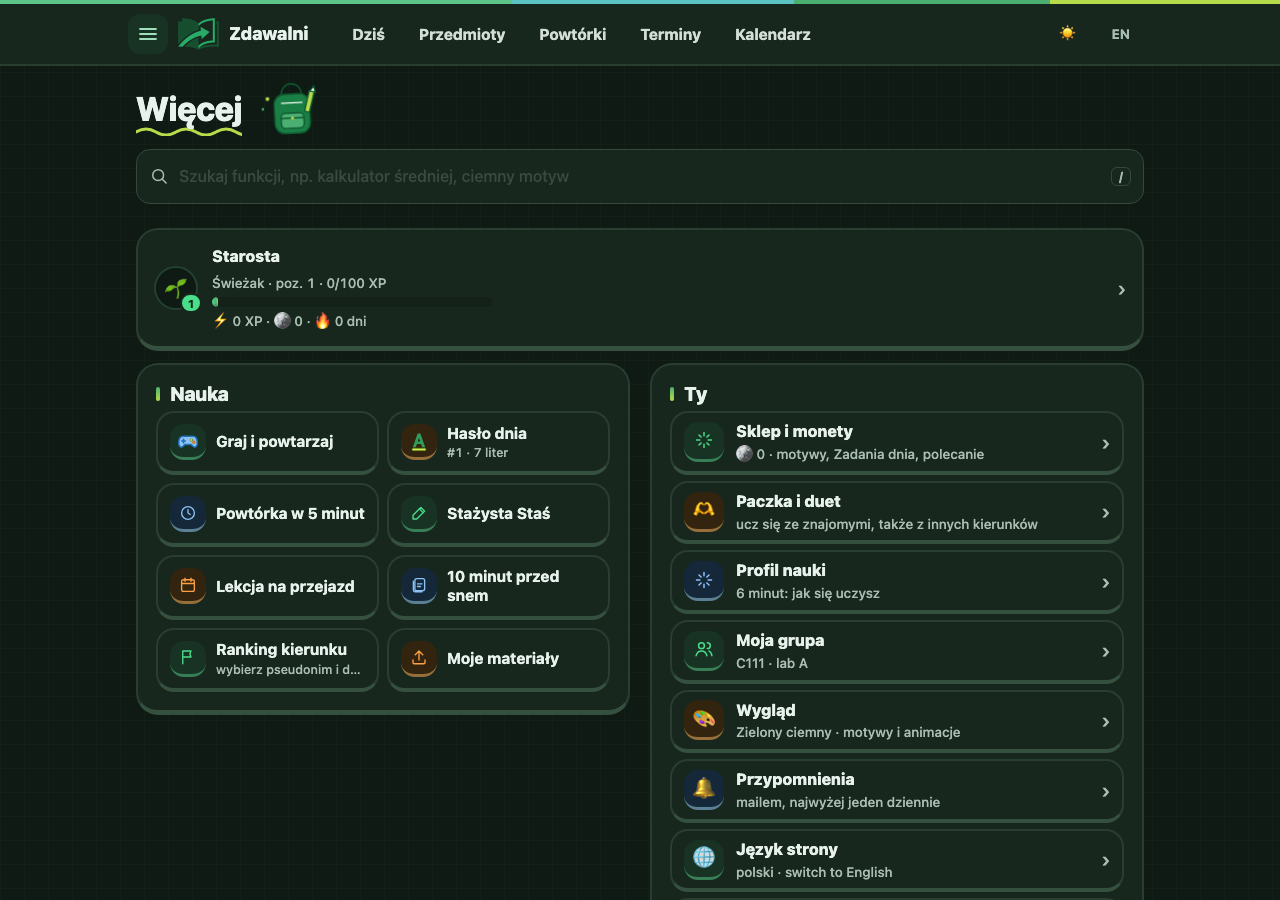 Zdawalni
Dziś
Przedmioty
Powtórki
Terminy
Kalendarz
EN
Więcej
Szukaj funkcji, np. kalkulator średniej, ciemny motyw
/
Starosta
Świeżak · poz. 1 · 0/100 XP
1
⚡ 0 XP · 🌑 0 · 🔥 0 dni
Nauka
Graj i powtarzaj
Hasło dnia
#1 · 7 liter
Powtórka w 5 minut
Stażysta Staś
Lekcja na przejazd
10 minut przed
snem
Ranking kierunku
wybierz pseudonim i d...
Moje materiały
Ty
Sklep i monety
0 · motywy, Zadania dnia, polecanie
Paczka i duet
ucz się ze znajomymi, także z innych kierunków
Profil nauki
6 minut: jak się uczysz
Moja grupa
C111 · lab A
Wygląd
Zielony ciemny · motywy i animacje
Przypomnienia
mailem, najwyżej jeden dziennie
Język strony
polski · switch to English